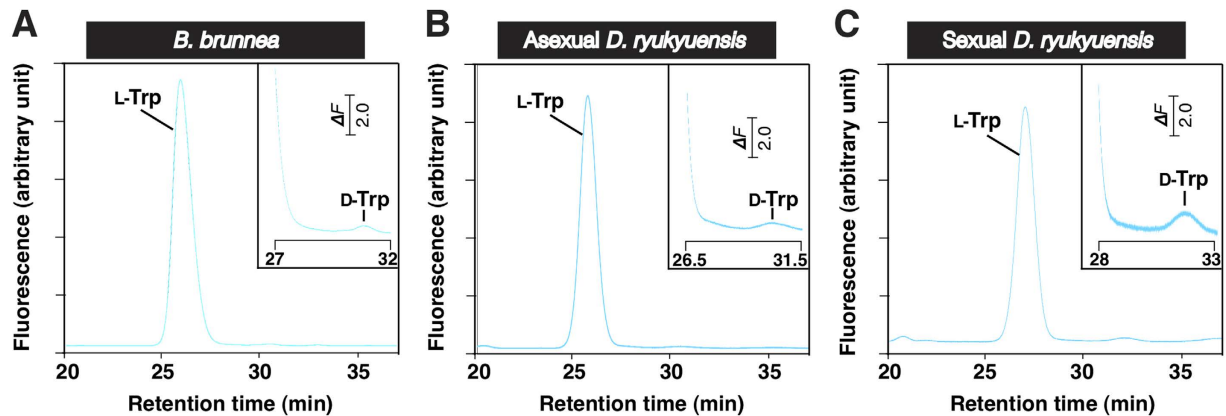 A
B. brunnea
Fluorescence (arbitrary unit)
L-Trp
ΔF
2.0
D-Trp
27
32
20
25
30
35
Retention time (min)
B
Asexual D. ryukyuensis
Fluorescence (arbitrary unit)
L-Trp
ΔF
2.0
D-Trp
26.5
31.5
20
25
30
35
Retention time (min)
C
Sexual D. ryukyuensis
Fluorescence (arbitrary unit)
L-Trp
ΔF
2.0
D-Trp
28
33
20
25
30
35
Retention time (min)